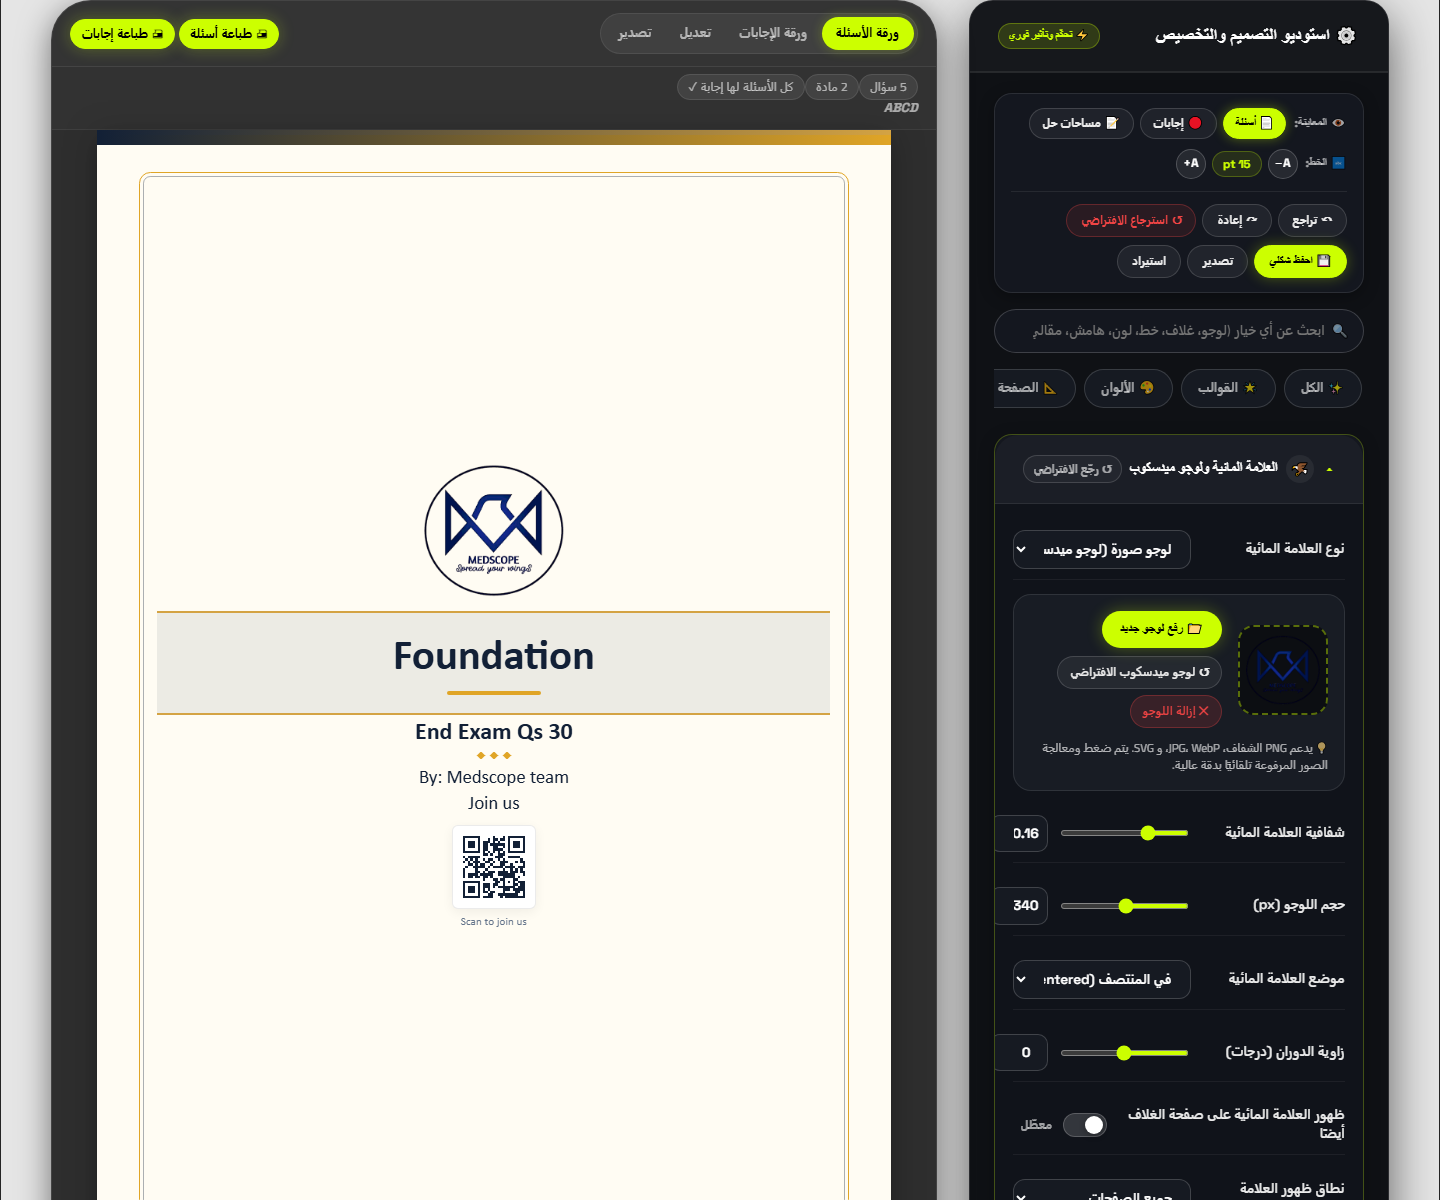 استوديو التصميم والتخصيص
تحكم وتأثير فوري
المعاينة:
أسئلة
إجابات
مساحات حل
الخط:
A−
15 pt
A+
تراجع
إعادة
استرجاع الافتراضي
احفظ شكلي
تصدير
استيراد
ابحث عن أي خيار (لوجو، غلاف، خط، لون، هامش، مقالي
الكل
القوالب
الألوان
الصفحة
العلامة المائية ولوجو ميدسكوب
رجّع الافتراضي
نوع العلامة المائية
لوجو صورة (لوجو ميدس
رفع لوجو جديد
لوجو ميدسكوب الافتراضي
إزالة اللوجو
يدعم PNG الشفاف، JPG، WebP، و SVG. يتم ضغط ومعالجة
الصور المرفوعة تلقائيًا بدقة عالية.
شفافية العلامة المائية
0.16
حجم اللوجو (px)
340
موضع العلامة المائية
في المنتصف (entered
زاوية الدوران (درجات)
0
ظهور العلامة المائية على صفحة الغلاف
أيضًا
معطّل
نطاق ظهور العلامة
جميع الصفحات
ورقة الأسئلة
ورقة الإجابات
تعديل
تصدير
طباعة أسئلة
طباعة إجابات
5 سؤال
2 مادة
كل الأسئلة لها إجابة ✓
ABCD
MEDSCOPE
Spread your wings
Foundation
End Exam Qs 30
By: Medscope team
Join us
Scan to join us